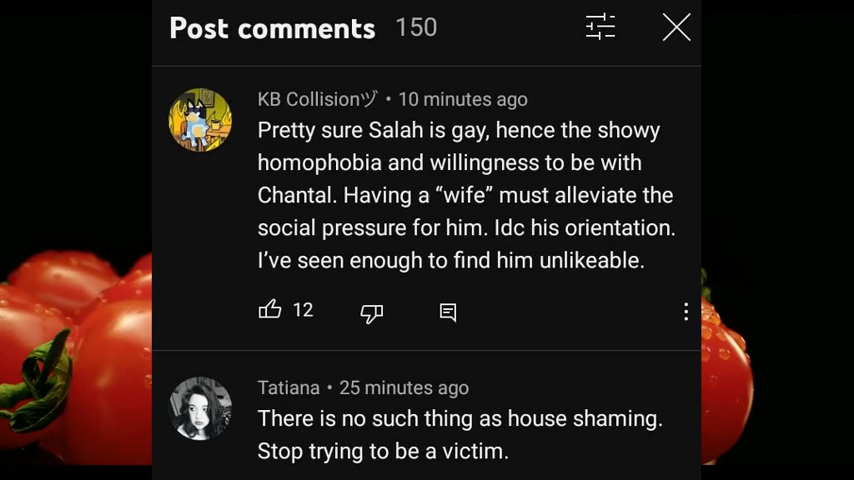 Post comments 150
KB Collisionヅ • 10 minutes ago
Pretty sure Salah is gay, hence the showy
homophobia and willingness to be with
Chantal. Having a “wife” must alleviate the
social pressure for him. Idc his orientation.
I’ve seen enough to find him unlikeable.
12
Tatiana • 25 minutes ago
There is no such thing as house shaming.
Stop trying to be a victim.